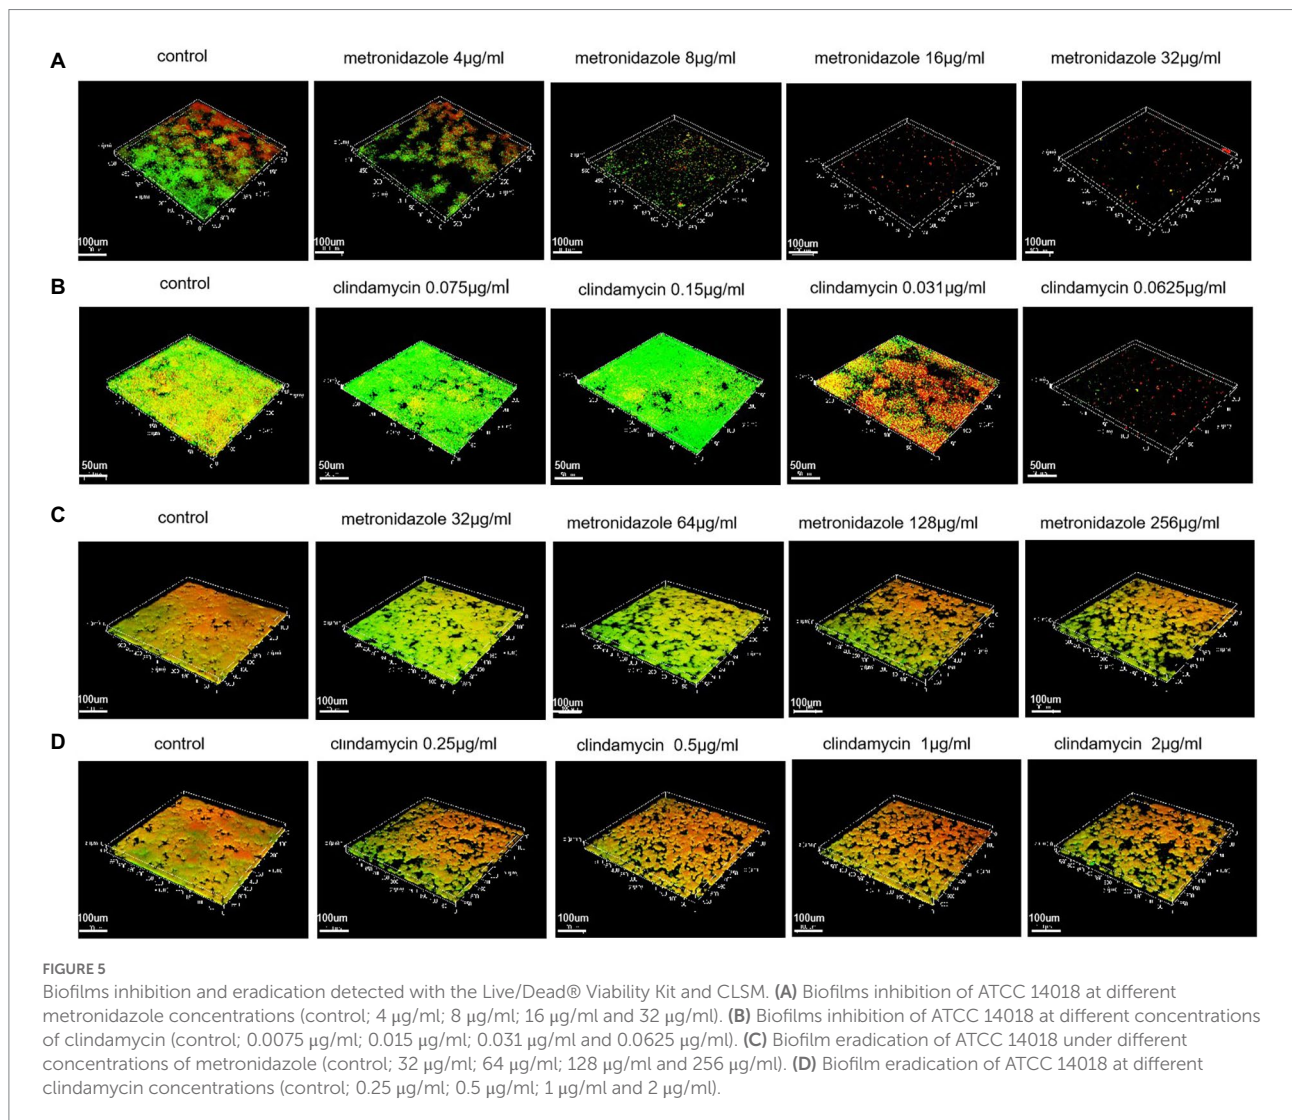 A
control
metronidazole 4µg/ml
metronidazole 8µg/ml
metronidazole 16µg/ml
metronidazole 32µg/ml
100um
100um
100um
100um
100um
B
control
clindamycin 0.075µg/ml
clindamycin 0.15µg/ml
clindamycin 0.031µg/ml
clindamycin 0.0625µg/ml
50um
50um
50um
50um
50um
C
control
metronidazole 32µg/ml
metronidazole 64µg/ml
metronidazole 128µg/ml
metronidazole 256µg/ml
100um
100um
100um
100um
100um
D
control
clindamycin 0.25µg/ml
clindamycin 0.5µg/ml
clindamycin 1µg/ml
clindamycin 2µg/ml
100um
100um
100um
100um
100um
FIGURE 5
Biofilms inhibition and eradication detected with the Live/Dead® Viability Kit and CLSM. (A) Biofilms inhibition of ATCC 14018 at different
metronidazole concentrations (control; 4 µg/ml; 8 µg/ml; 16 µg/ml and 32 µg/ml). (B) Biofilms inhibition of ATCC 14018 at different concentrations
of clindamycin (control; 0.0075 µg/ml; 0.015 µg/ml; 0.031 µg/ml and 0.0625 µg/ml). (C) Biofilm eradication of ATCC 14018 under different
concentrations of metronidazole (control; 32 µg/ml; 64 µg/ml; 128 µg/ml and 256 µg/ml). (D) Biofilm eradication of ATCC 14018 at different
clindamycin concentrations (control; 0.25 µg/ml; 0.5 µg/ml; 1 µg/ml and 2 µg/ml).